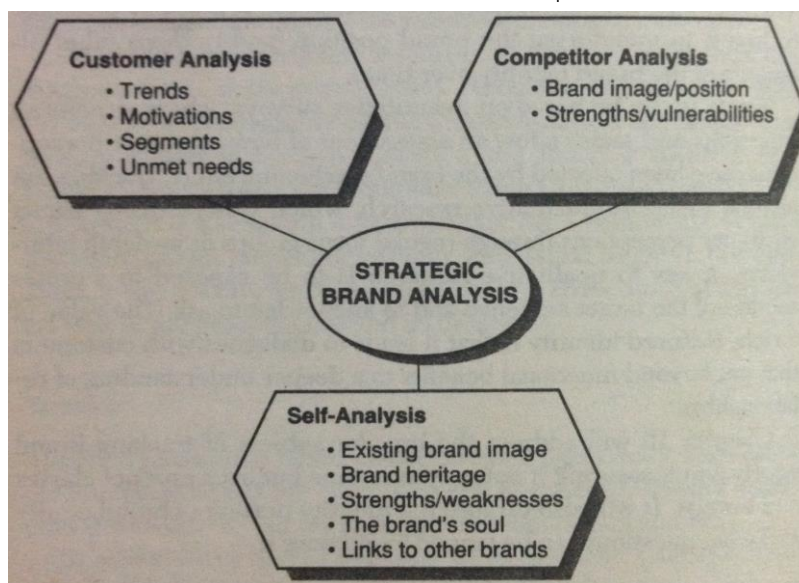 Customer Analysis
• Trends
• Motivations
• Segments
• Unmet needs
Competitor Analysis
• Brand image/position
• Strengths/vulnerabilities
STRATEGIC
BRAND ANALYSIS
Self-Analysis
• Existing brand image
• Brand heritage
• Strengths/weaknesses
• The brand's soul
• Links to other brands